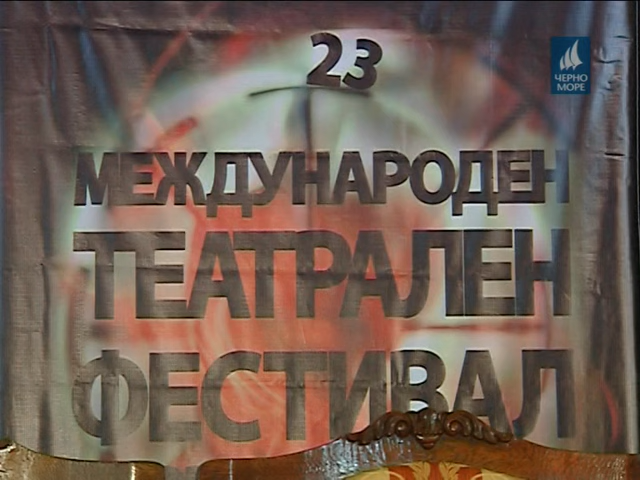 23
ЧЕРНО
МОРЕ
МЕЖДУНАРОДЕН
ТЕАТРАЛЕН
ФЕСТИВАЛ